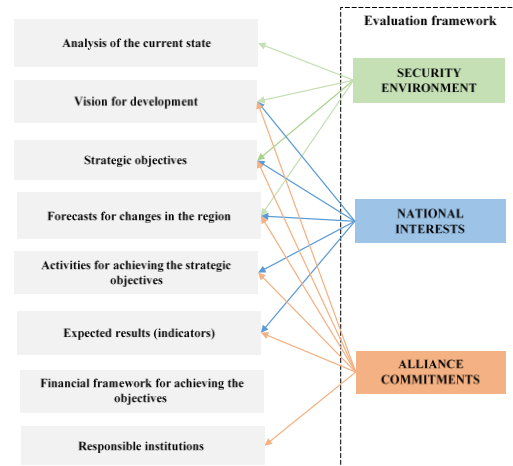 Evaluation framework
Analysis of the current state
Vision for development
Strategic objectives
Forecasts for changes in the region
Activities for achieving the strategic
objectives
Expected results (indicators)
Financial framework for achieving the
objectives
Responsible institutions
SECURITY
ENVIRONMENT
NATIONAL
INTERESTS
ALLIANCE
COMMITMENTS